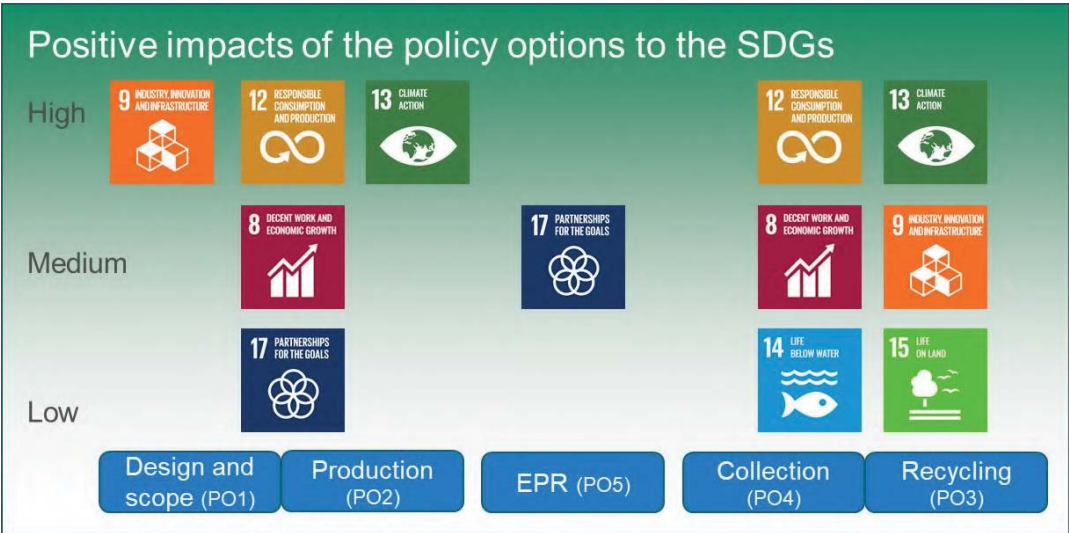 Positive impacts of the policy options to the SDGs
High
9 INDUSTRY, INNOVATION
AND INFRASTRUCTURE
12 RESPONSIBLE
CONSUMPTION
AND PRODUCTION
13 CLIMATE
ACTION
12 RESPONSIBLE
CONSUMPTION
AND PRODUCTION
13 CLIMATE
ACTION
Medium
8 DECENT WORK AND
ECONOMIC GROWTH
17 PARTNERSHIPS
FOR THE GOALS
8 DECENT WORK AND
ECONOMIC GROWTH
9 INDUSTRY, INNOVATION
AND INFRASTRUCTURE
Low
17 PARTNERSHIPS
FOR THE GOALS
14 LIFE
BELOW WATER
15 LIFE
ON LAND
Design and
scope (PO1)
Production
(PO2)
EPR (PO5)
Collection
(PO4)
Recycling
(PO3)